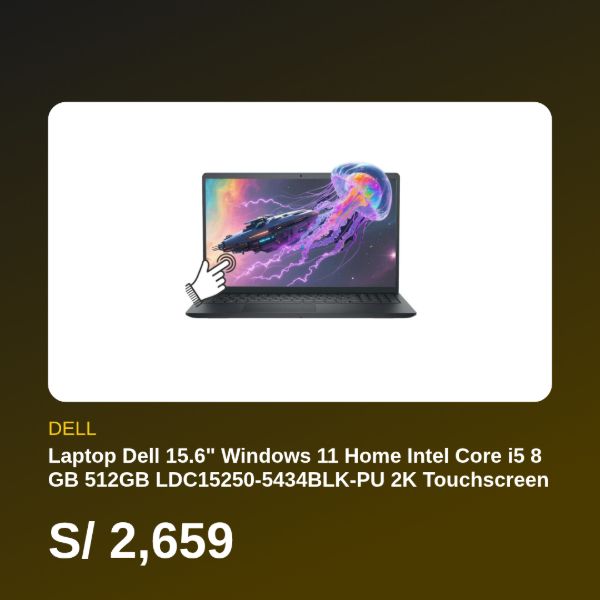 DELL
Laptop Dell 15.6" Windows 11 Home Intel Core i5 8
GB 512GB LDC15250-5434BLK-PU 2K Touchscreen
S/ 2,659